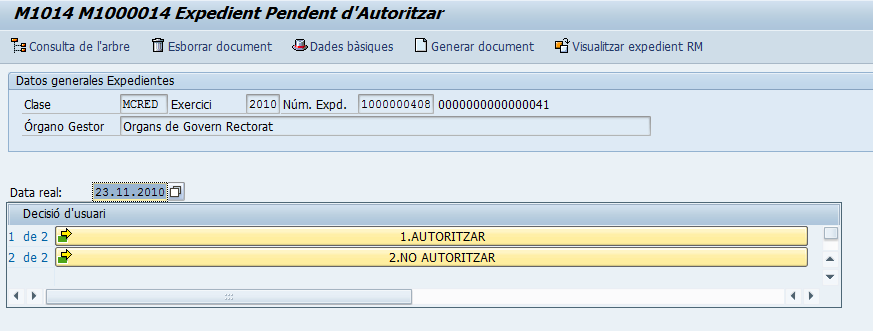 M1014 M1000014 Expedient Pendent d'Autoritzar
Consulta de l'arbre Esborrar document Dades bàsiques Generar document Visualitzar expedient RM
Datos generales Expedientes
Clase MCRED Exercici 2010 Núm. Expd. 1000000408 0000000000000041
Órgano Gestor Organs de Govern Rectorat
Data real: 23.11.2010
Decisió d'usuari
1 de 2 1.AUTORITZAR
2 de 2 2.NO AUTORITZAR